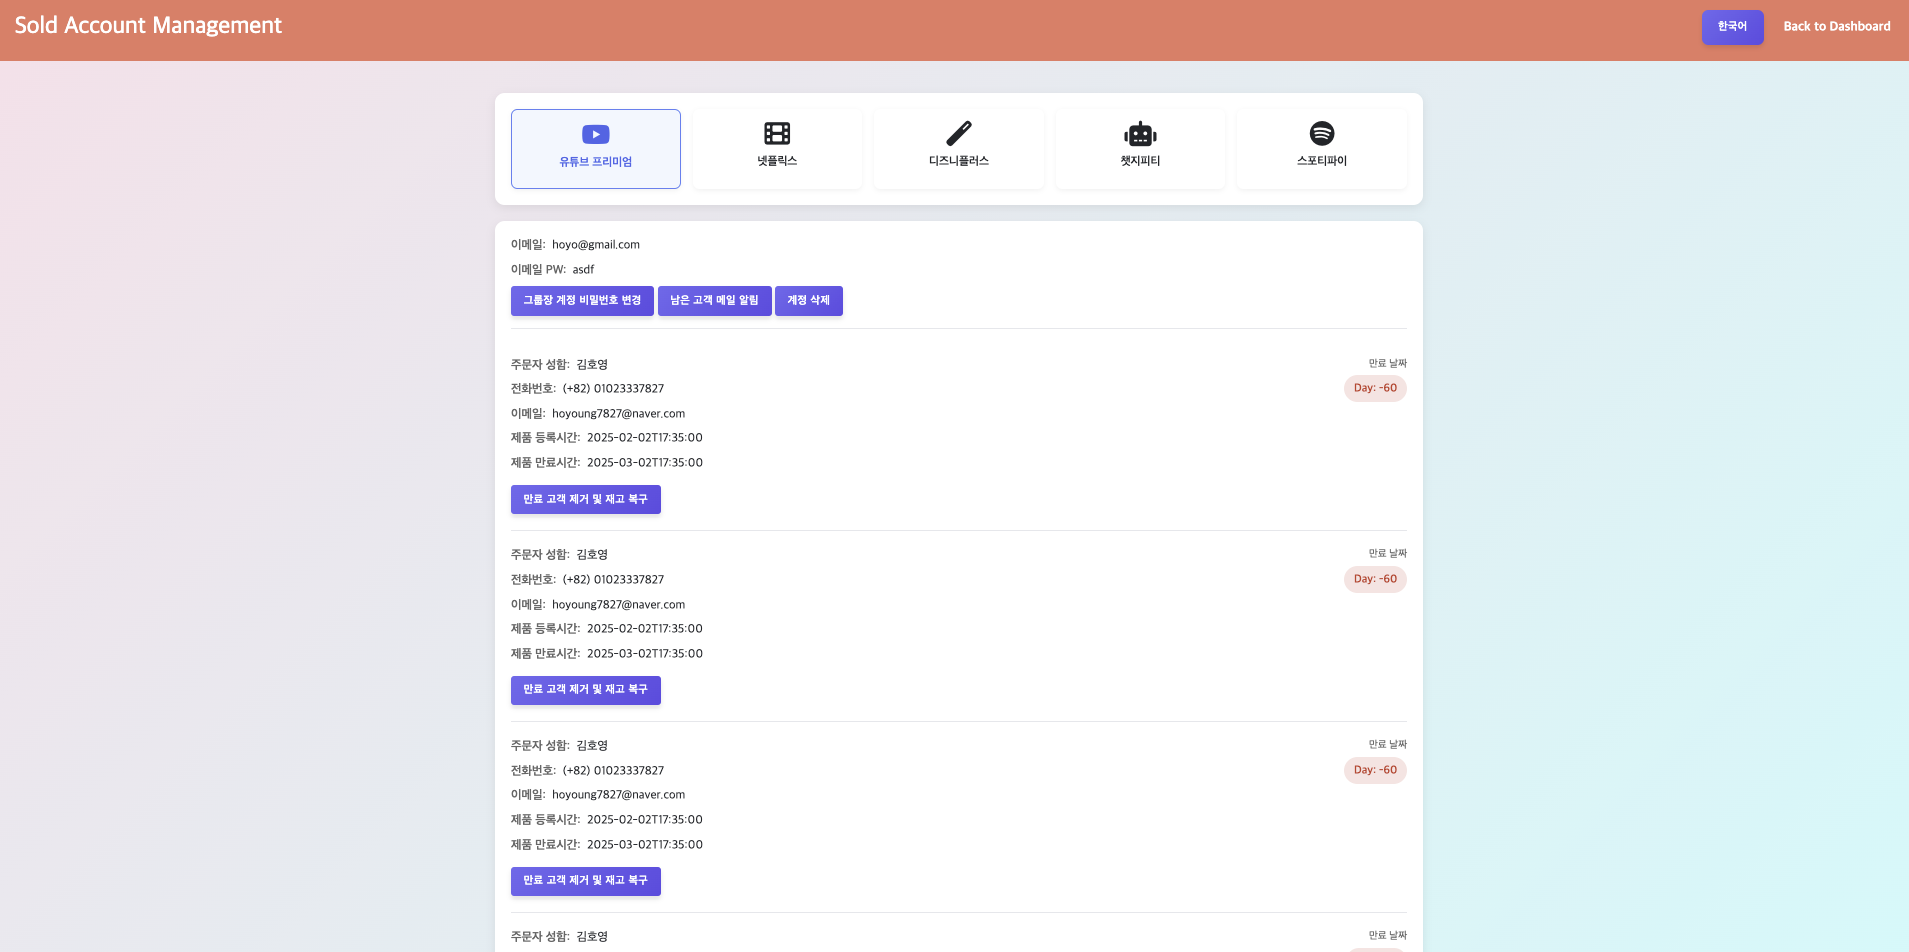 Sold Account Management
한국어
Back to Dashboard
유튜브 프리미엄
넷플릭스
디즈니플러스
챗지피티
스포티파이
이메일: hoyo@gmail.com
이메일 PW: asdf
그룹장 계정 비밀번호 변경
남은 고객 메일 알림
계정 삭제
주문자 성함: 김호영
만료 날짜
전화번호: (+82) 01023337827
Day: -60
이메일: hoyoung7827@naver.com
제품 등록시간: 2025-02-02T17:35:00
제품 만료시간: 2025-03-02T17:35:00
만료 고객 제거 및 재고 복구
주문자 성함: 김호영
만료 날짜
전화번호: (+82) 01023337827
Day: -60
이메일: hoyoung7827@naver.com
제품 등록시간: 2025-02-02T17:35:00
제품 만료시간: 2025-03-02T17:35:00
만료 고객 제거 및 재고 복구
주문자 성함: 김호영
만료 날짜
전화번호: (+82) 01023337827
Day: -60
이메일: hoyoung7827@naver.com
제품 등록시간: 2025-02-02T17:35:00
제품 만료시간: 2025-03-02T17:35:00
만료 고객 제거 및 재고 복구
주문자 성함: 김호영
만료 날짜